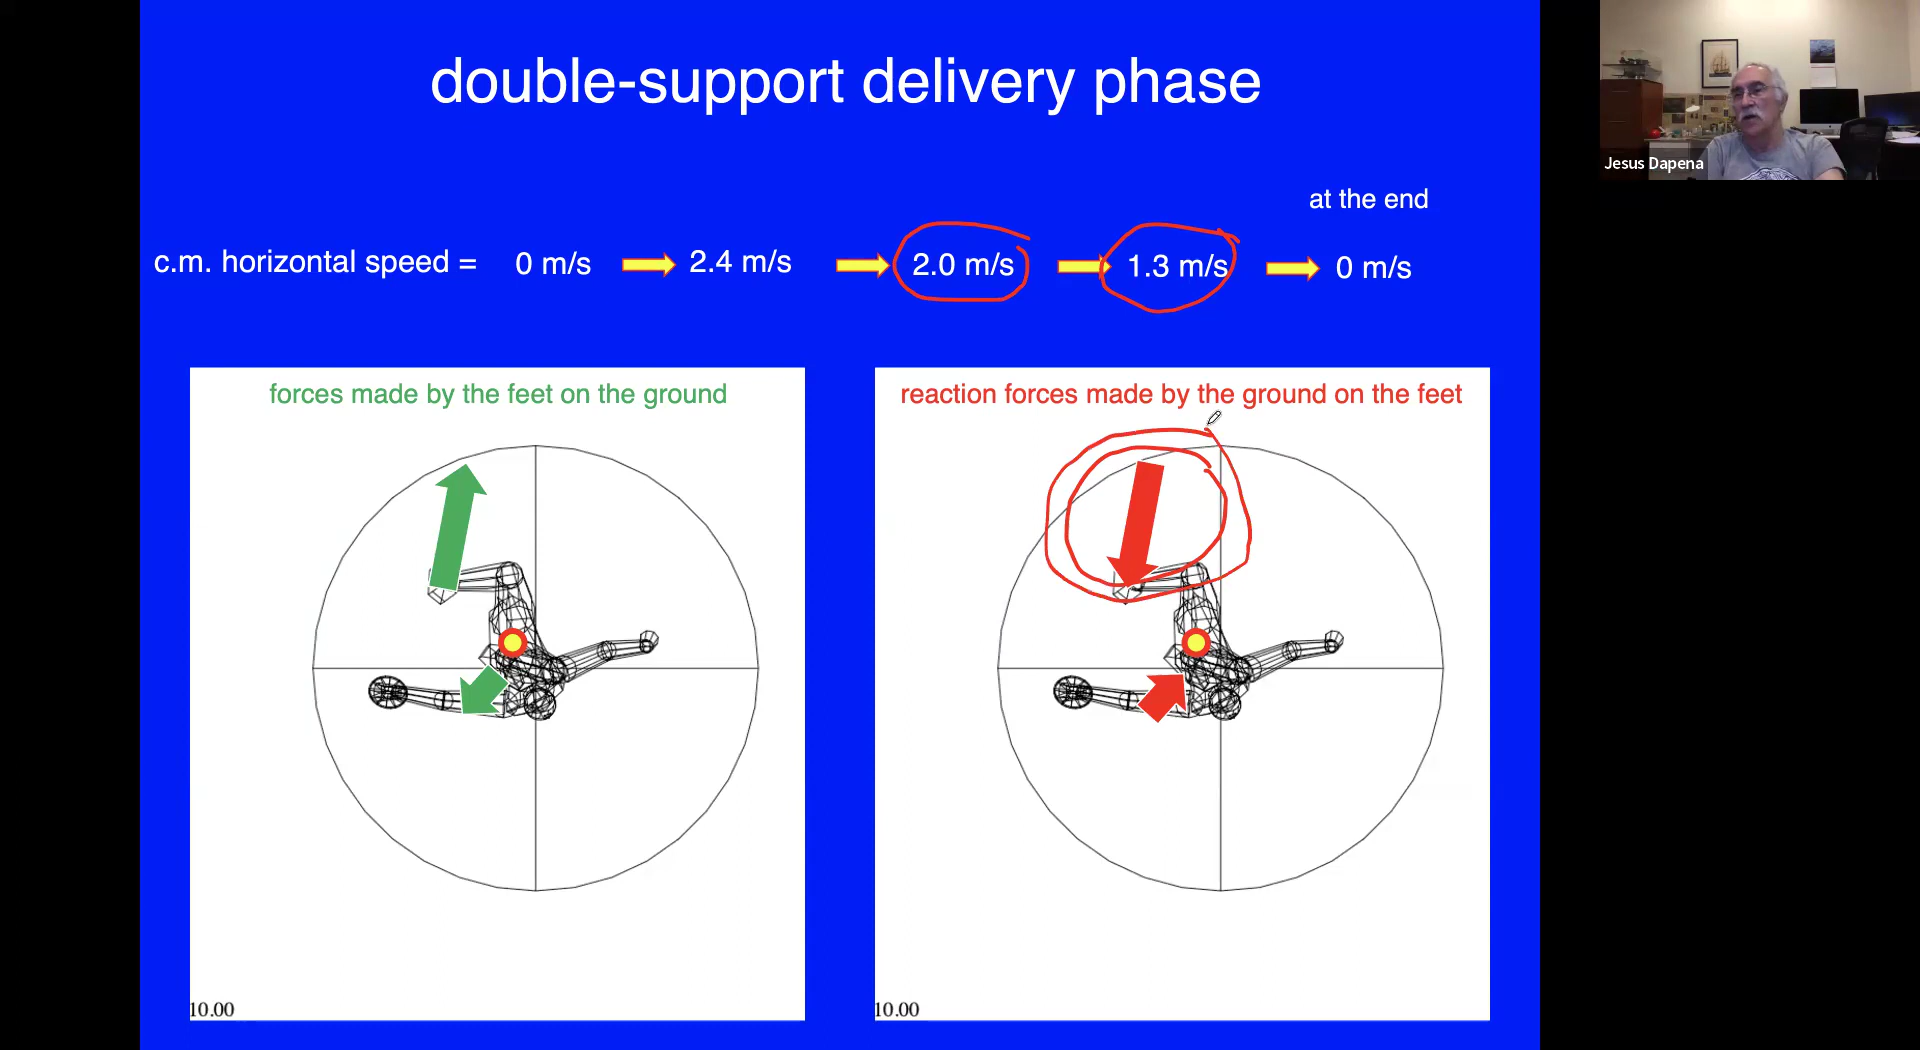 double-support delivery phase
Jesus Dapena
at the end
c.m. horizontal speed = 0 m/s 2.4 m/s 2.0 m/s 1.3 m/s 0 m/s
forces made by the feet on the ground
reaction forces made by the ground on the feet
10.00
10.00